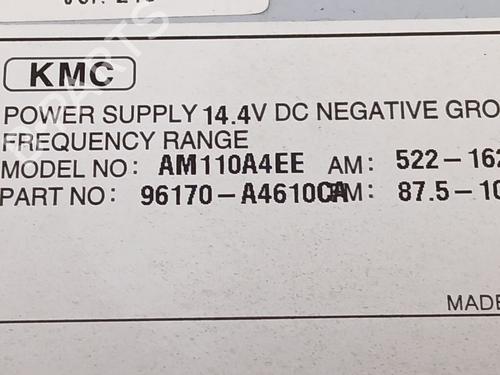 KMC
POWER SUPPLY 14.4V DC NEGATIVE GRO
FREQUENCY RANGE
MODEL NO: AM110A4EE AM: 522-162
PART NO: 96170-A4610CA FM: 87.5-10
MADE